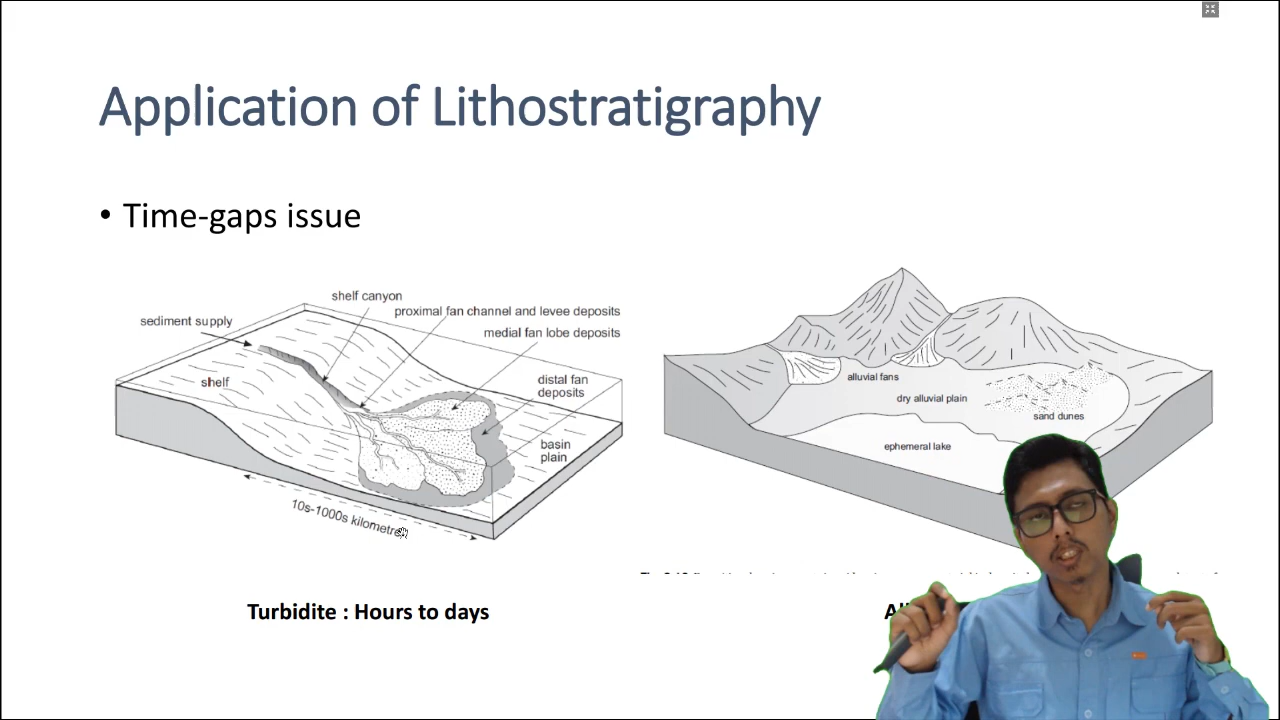 Application of Lithostratigraphy
• Time-gaps issue
shelf canyon
sediment supply
proximal fan channel and levee deposits
medial fan lobe deposits
shelf
distal fan
deposits
basin
plain
10s-1000s kilometres
alluvial fans
dry alluvial plain
sand dunes
ephemeral lake
Turbidite : Hours to days